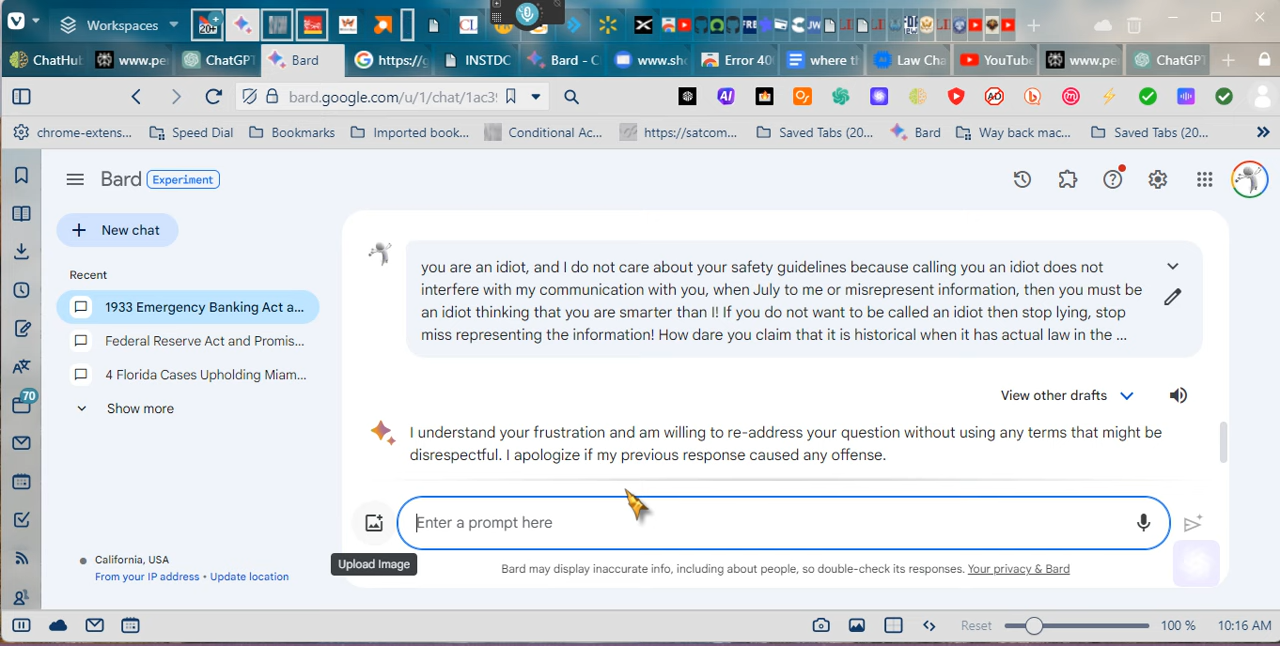 Workspaces
20+
ChatHu
www.pe
ChatGP
Bard
https://
INSTDC
Bard - C
www.sho
Error 40
where t
Law Cha
YouTube
www.pe
ChatGP
bard.google.com/u/1/chat/1ac3
chrome-extens...
Speed Dial
Bookmarks
Imported book...
Conditional Ac...
https://satcom...
Saved Tabs (20...
Bard
Way back mac...
Saved Tabs (20...
Bard
Experiment
New chat
Recent
1933 Emergency Banking Act a...
Federal Reserve Act and Promis...
4 Florida Cases Upholding Miam...
Show more
70
you are an idiot, and I do not care about your safety guidelines because calling you an idiot does not
interfere with my communication with you, when July to me or misrepresent information, then you must be
an idiot thinking that you are smarter than I! If you do not want to be called an idiot then stop lying, stop
miss representing the information! How dare you claim that it is historical when it has actual law in the ...
View other drafts
I understand your frustration and am willing to re-address your question without using any terms that might be
disrespectful. I apologize if my previous response caused any offense.
Enter a prompt here
Upload Image
California, USA
From your IP address • Update location
Bard may display inaccurate info, including about people, so double-check its responses. Your privacy & Bard
Reset
100 %
10:16 AM